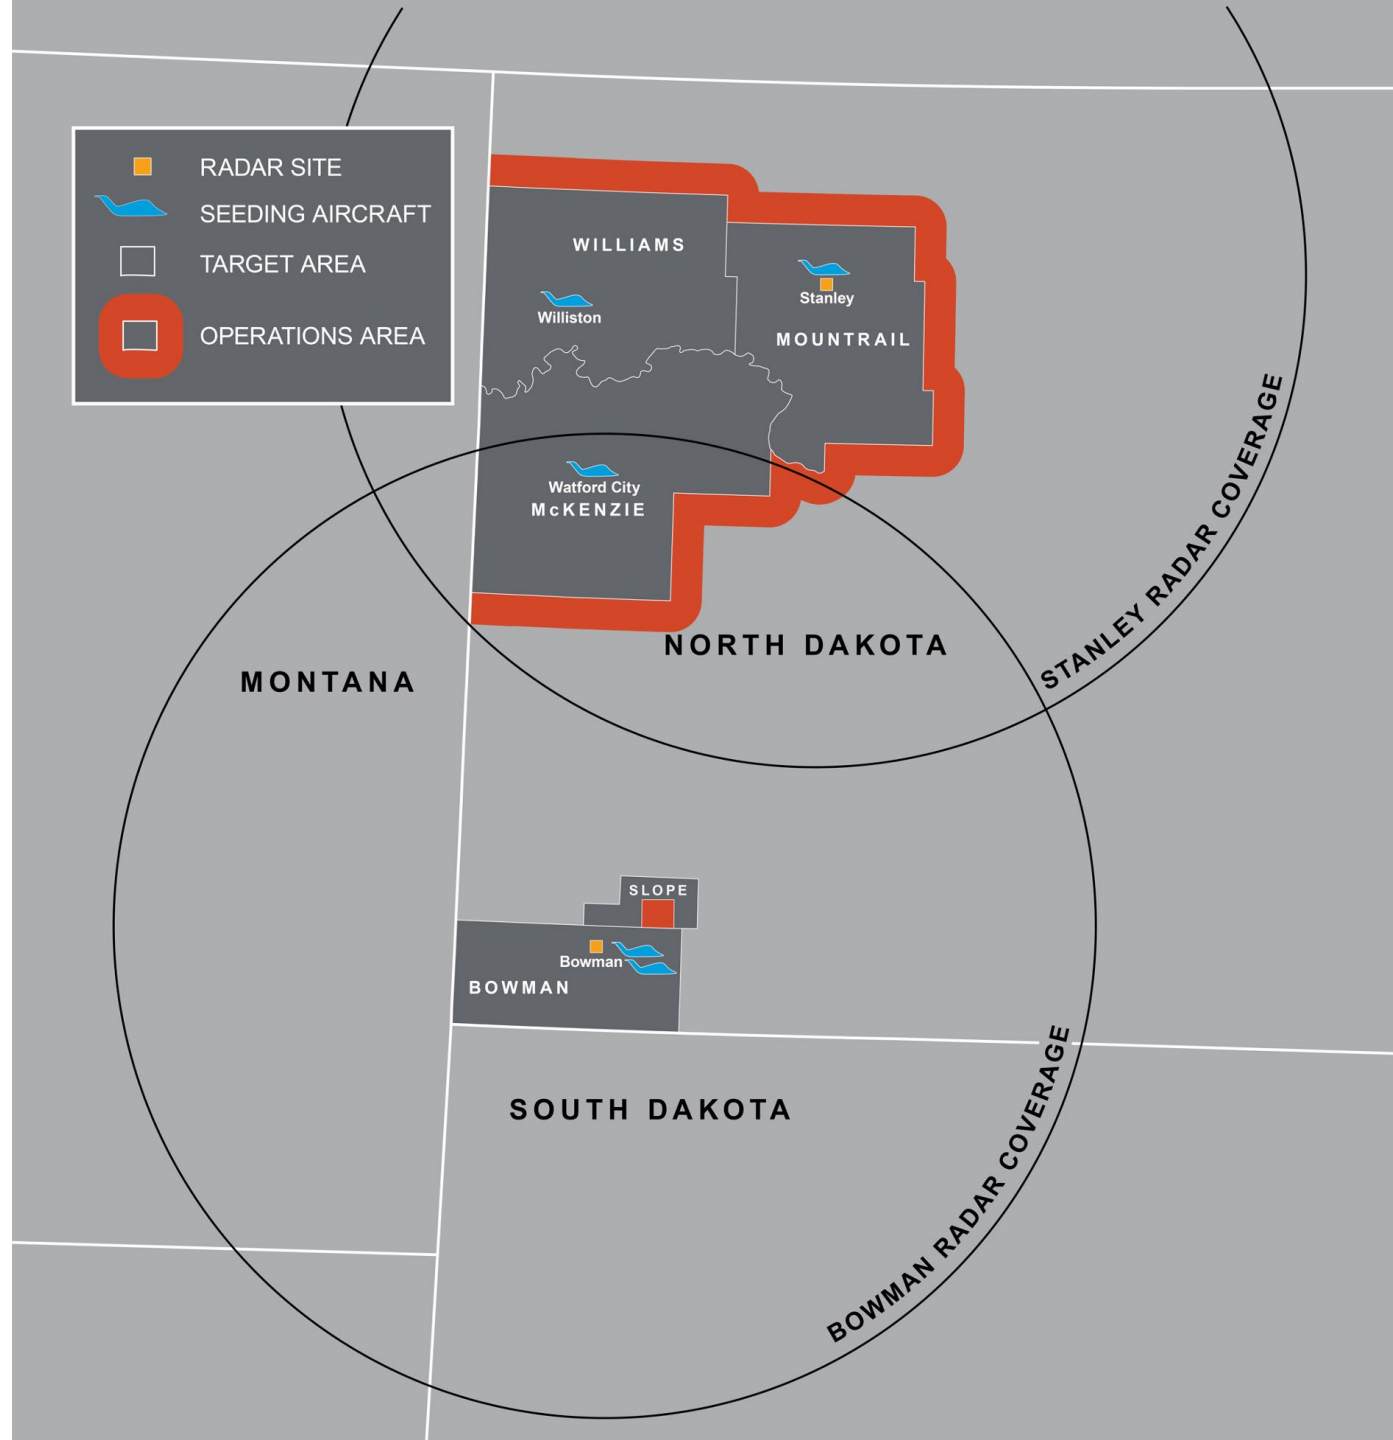 RADAR SITE
SEEDING AIRCRAFT
TARGET AREA
OPERATIONS AREA
WILLIAMS
Stanley
Williston
MOUNTRAIL
Watford City
McKENZIE
STANLEY RADAR COVERAGE
NORTH DAKOTA
MONTANA
SLOPE
Bowman
BOWMAN
SOUTH DAKOTA
BOWMAN RADAR COVERAGE